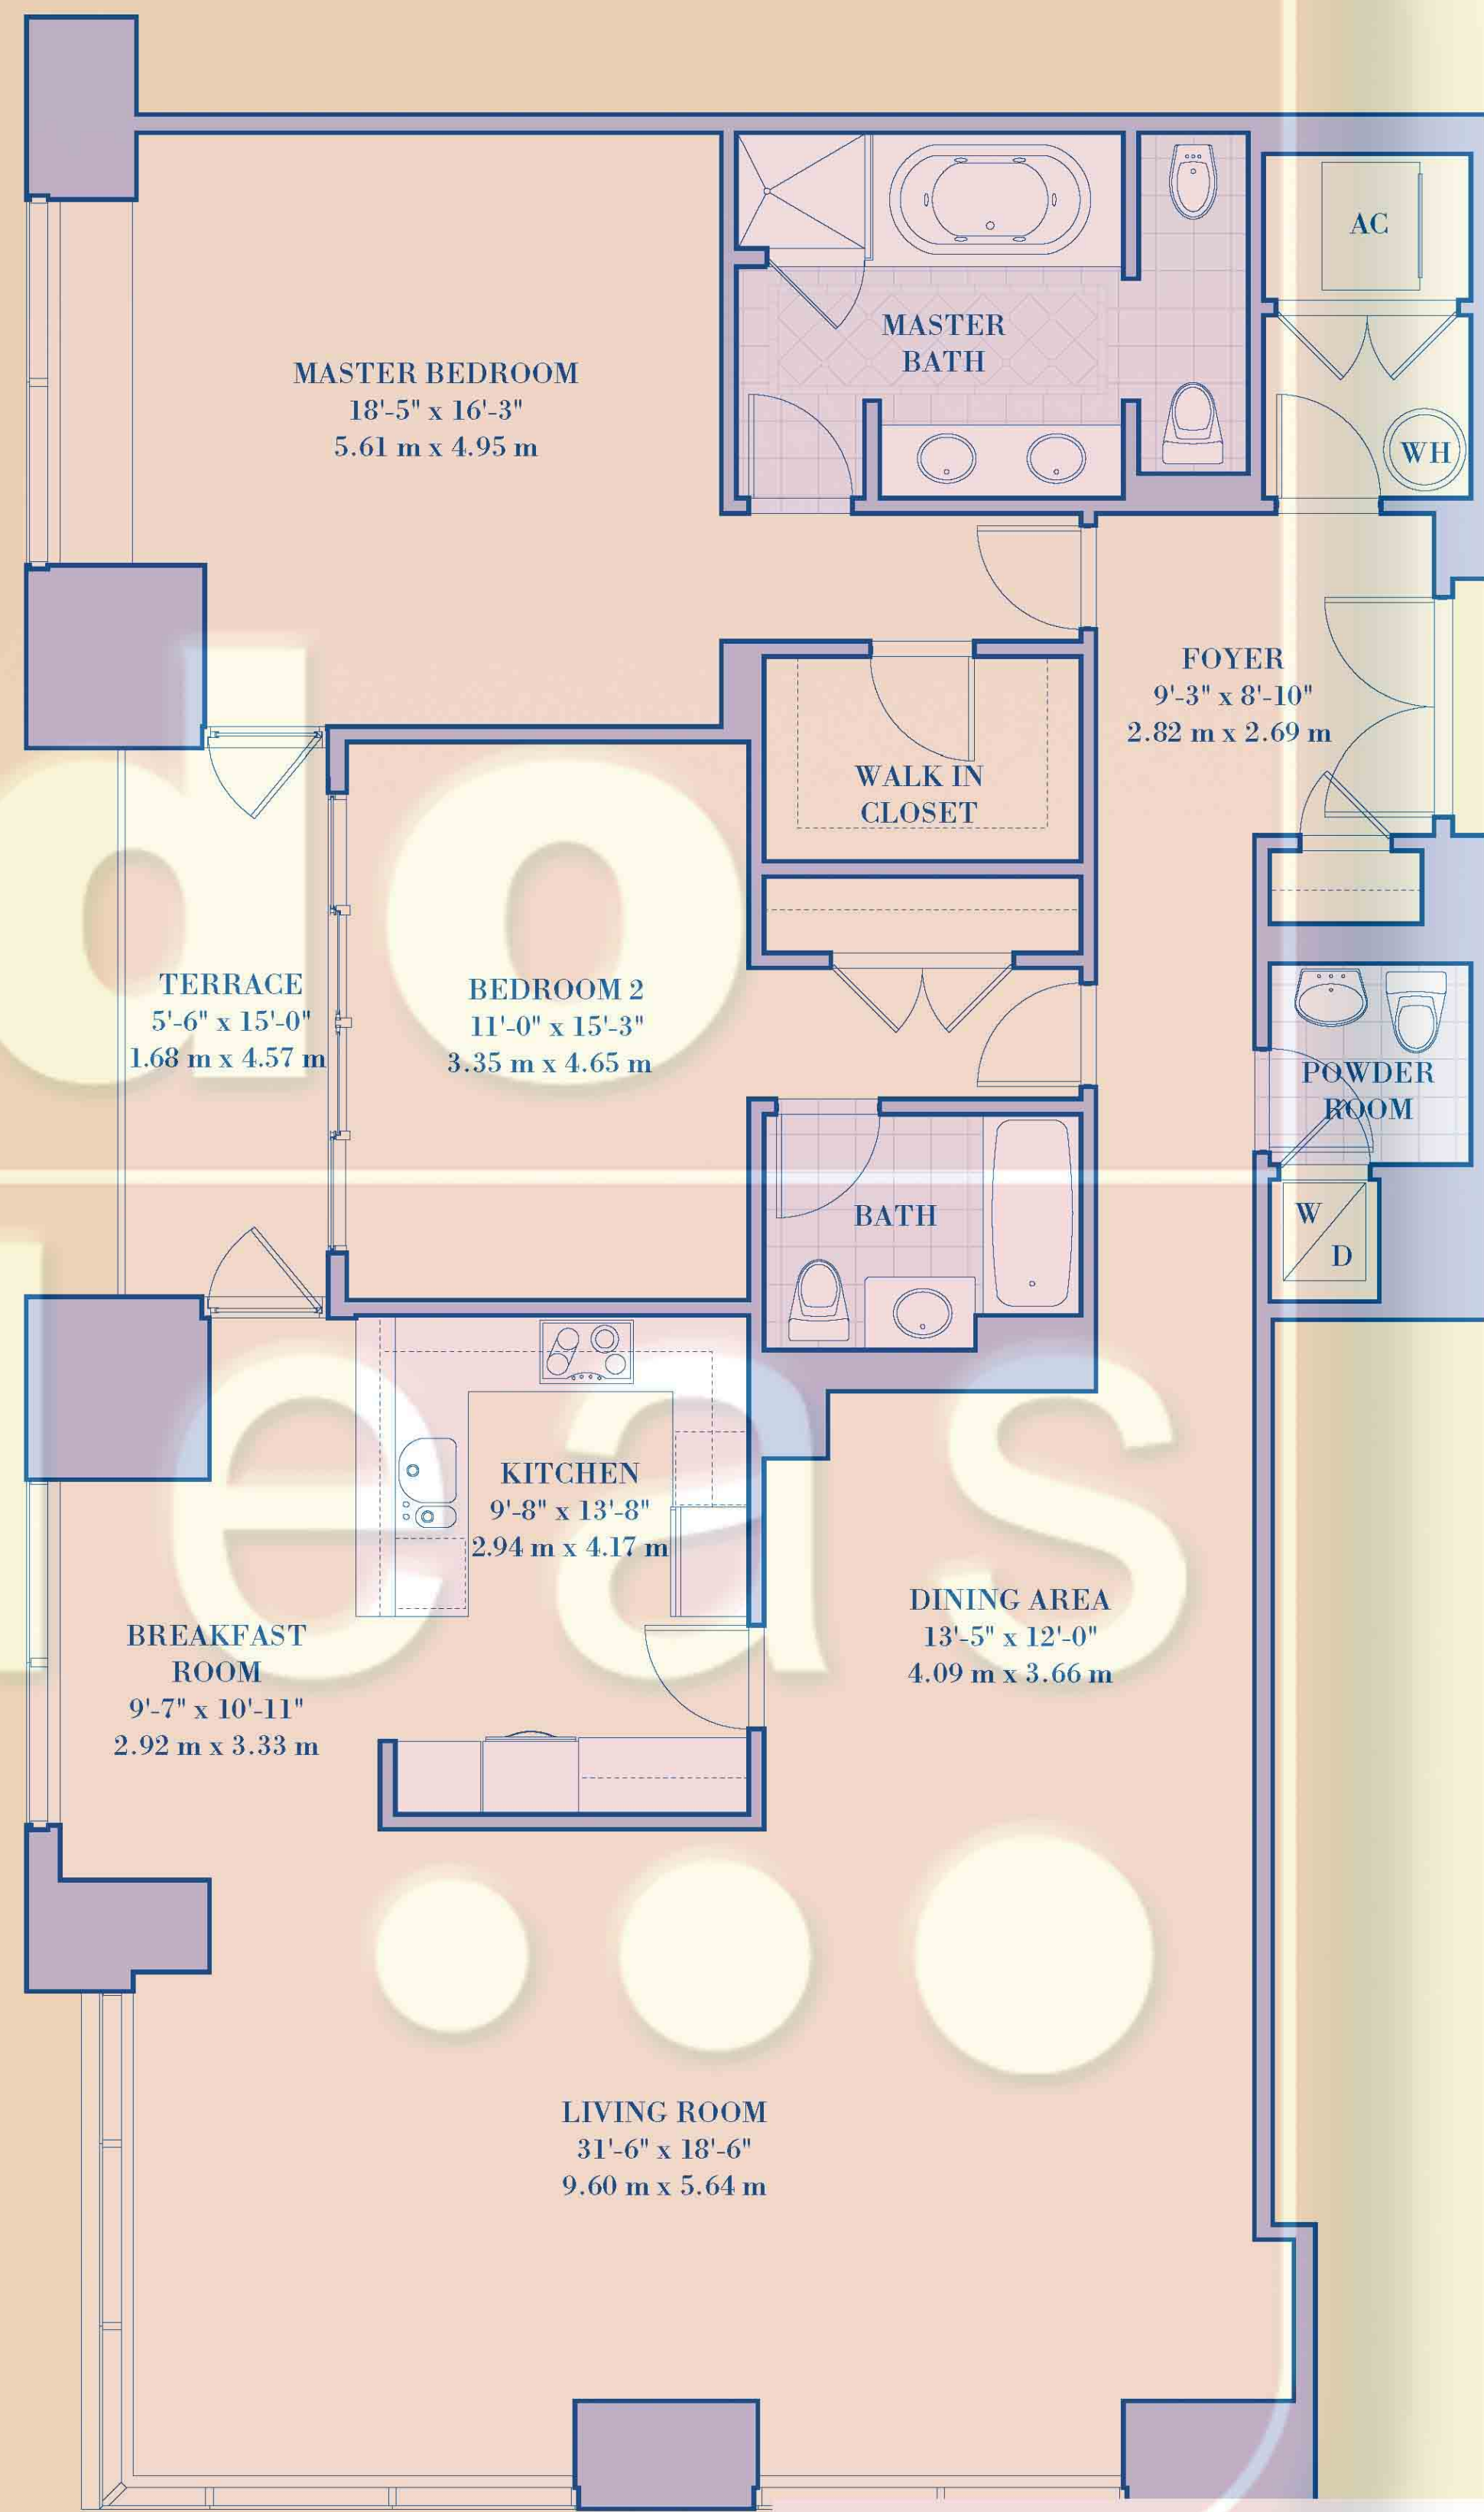 AC
MASTER
BATH
MASTER BEDROOM
18'-5" x 16'-3"
5.61 m x 4.95 m
WH
FOYER
9'-3" x 8'-10"
2.82 m x 2.69 m
WALK IN
CLOSET
TERRACE
5'-6" x 15'-0"
1.68 m x 4.57 m
BEDROOM 2
11'-0" x 15'-3"
3.35 m x 4.65 m
POWDER
ROOM
BATH
W
D
KITCHEN
9'-8" x 13'-8"
2.94 m x 4.17 m
BREAKFAST
ROOM
9'-7" x 10'-11"
2.92 m x 3.33 m
DINING AREA
13'-5" x 12'-0"
4.09 m x 3.66 m
LIVING ROOM
31'-6" x 18'-6"
9.60 m x 5.64 m
do
eas